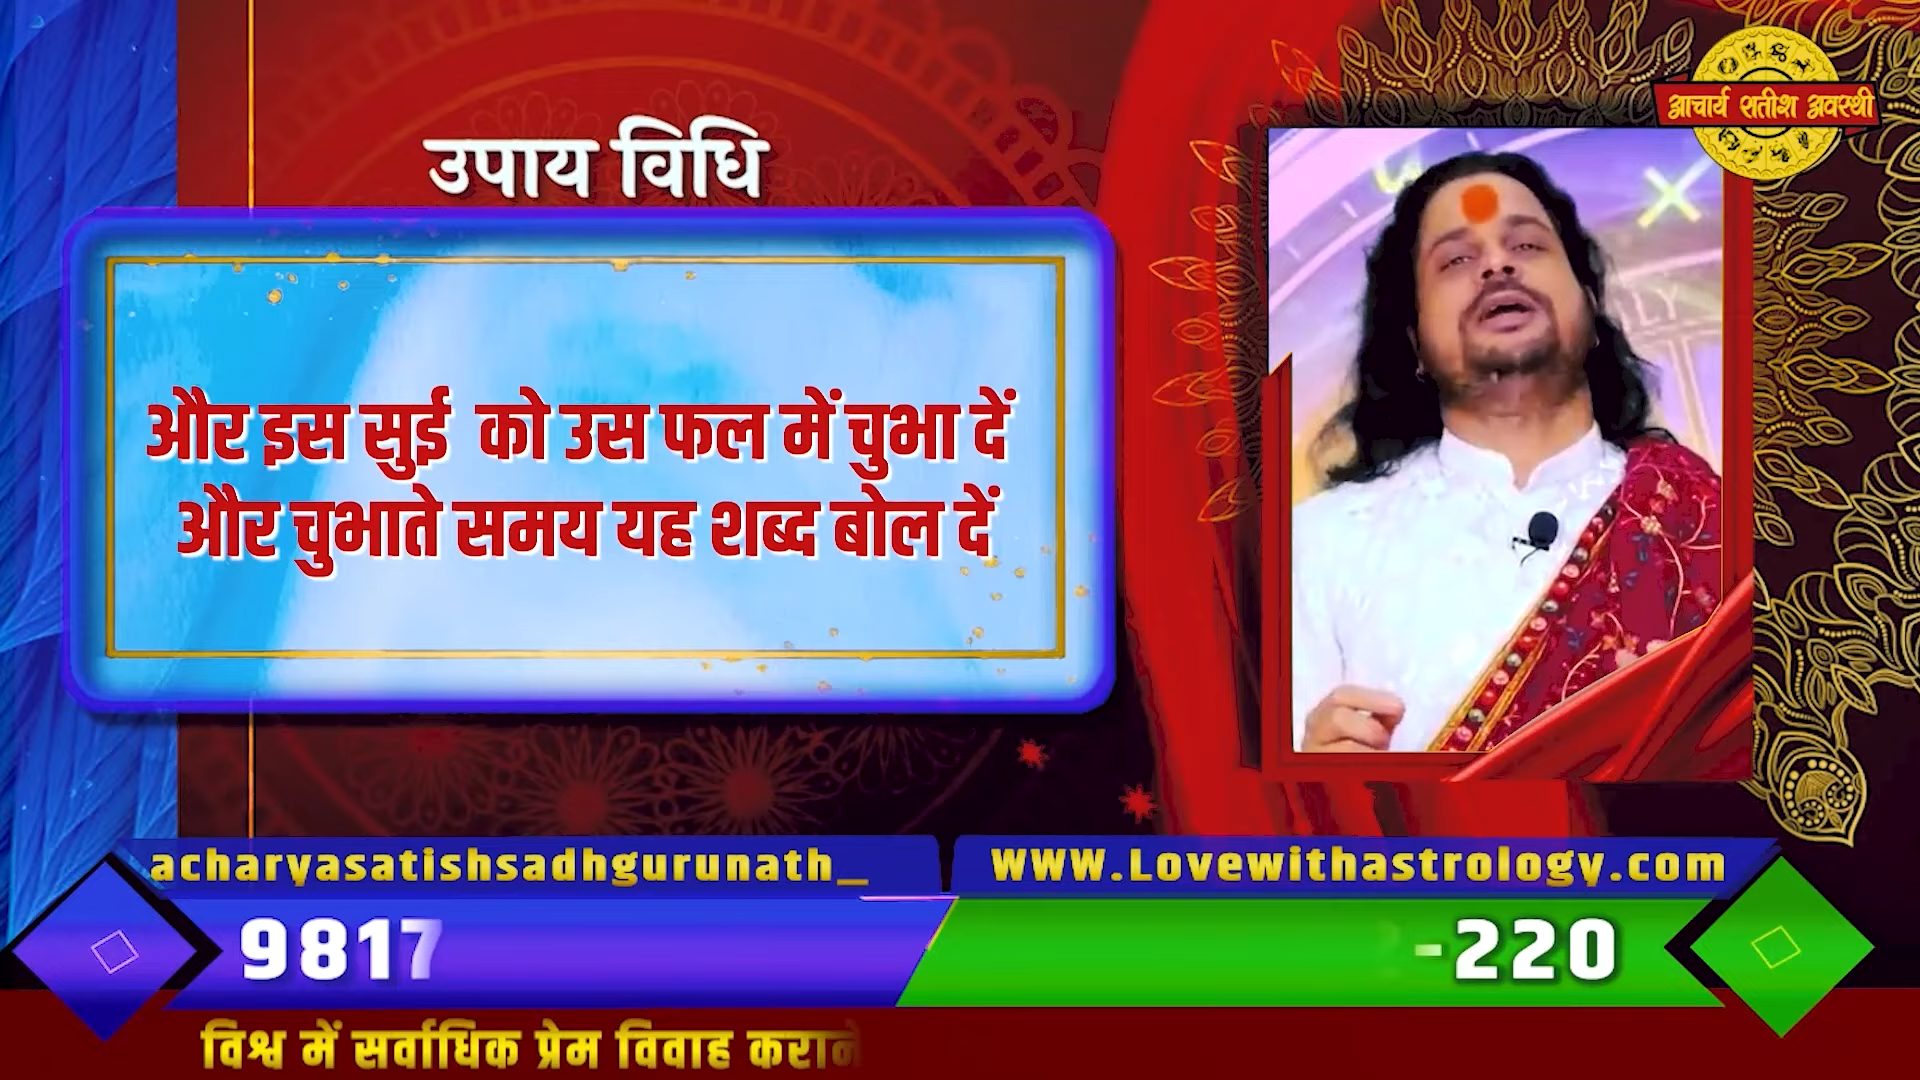 आचार्य सतीश अवस्थी
उपाय विधि
और इस सुई को उस फल में चुभा दें
और चुभाते समय यह शब्द बोल दें
acharyasatishsadhgurunath_
WWW.Lovewithastrology.com
9817
-220
विश्व में सर्वाधिक प्रेम विवाह कराने